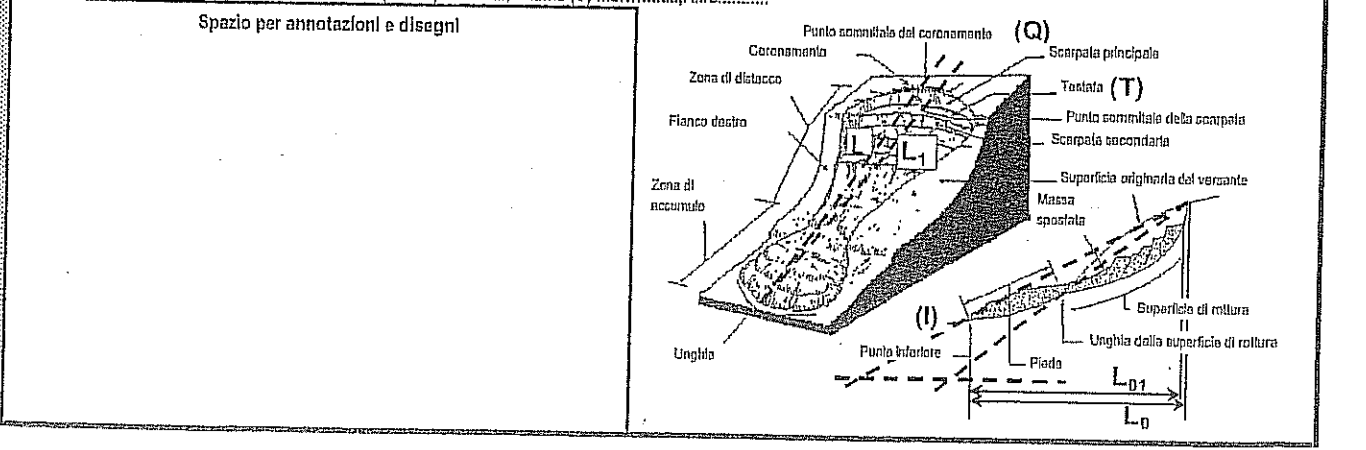 Spazio per annotazioni e disegni
Punto sommitale del coronamento (Q)
Coronamento
Scarpata principale
Zona di distacco
Testata (T)
Fianco destro
Punto sommitale della scarpata
Scarpata secondaria
L
L1
Zona di
accumulo
Superficie originaria del versante
Massa
spostata
(I)
Superficie di rottura
Unghia
Unghia della superficie di rottura
Punto inferiore
Piede
L01
L0